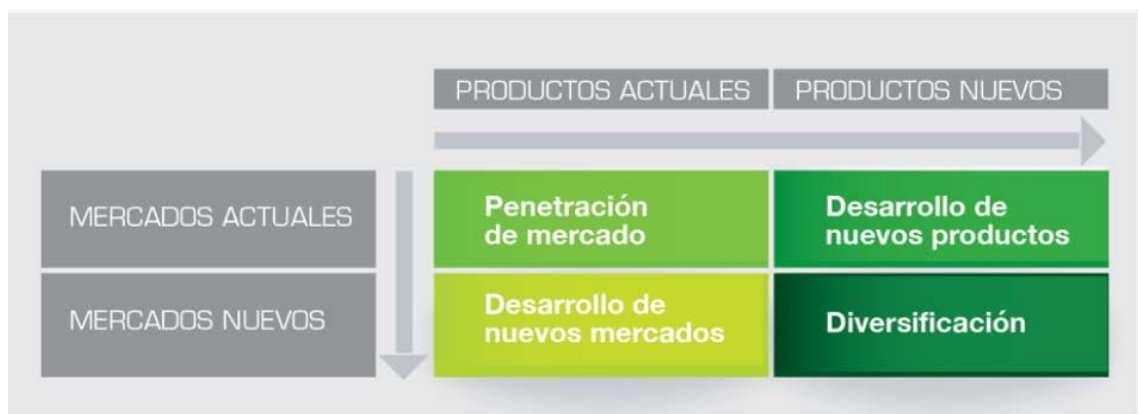 PRODUCTOS ACTUALES
PRODUCTOS NUEVOS
MERCADOS ACTUALES
Penetración
de mercado
Desarrollo de
nuevos productos
MERCADOS NUEVOS
Desarrollo de
nuevos mercados
Diversificación